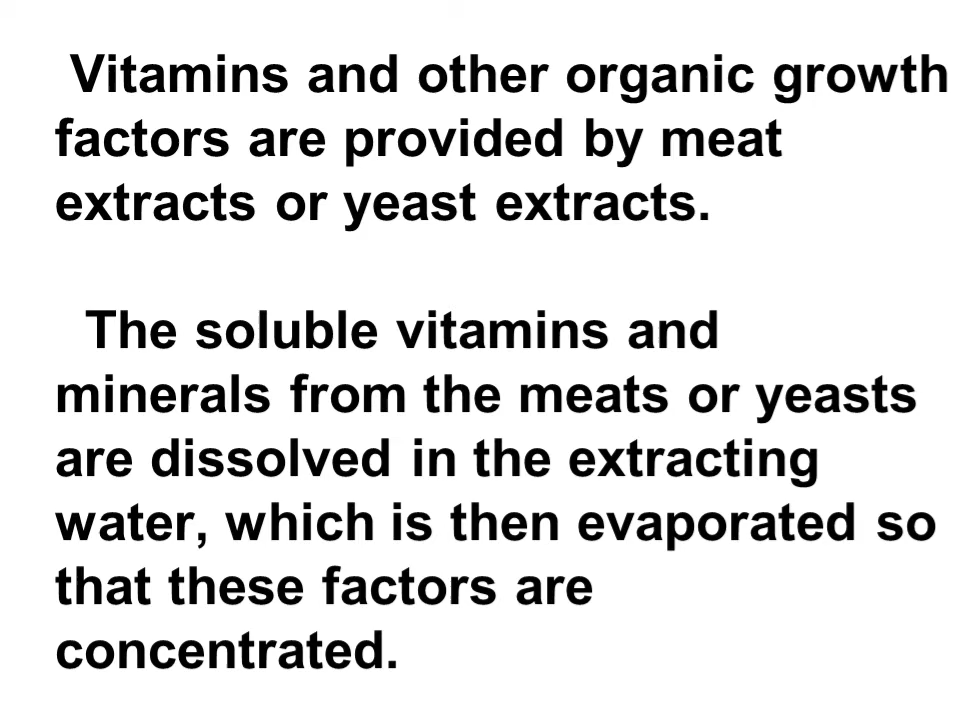 Vitamins and other organic growth
factors are provided by meat
extracts or yeast extracts.
The soluble vitamins and
minerals from the meats or yeasts
are dissolved in the extracting
water, which is then evaporated so
that these factors are
concentrated.